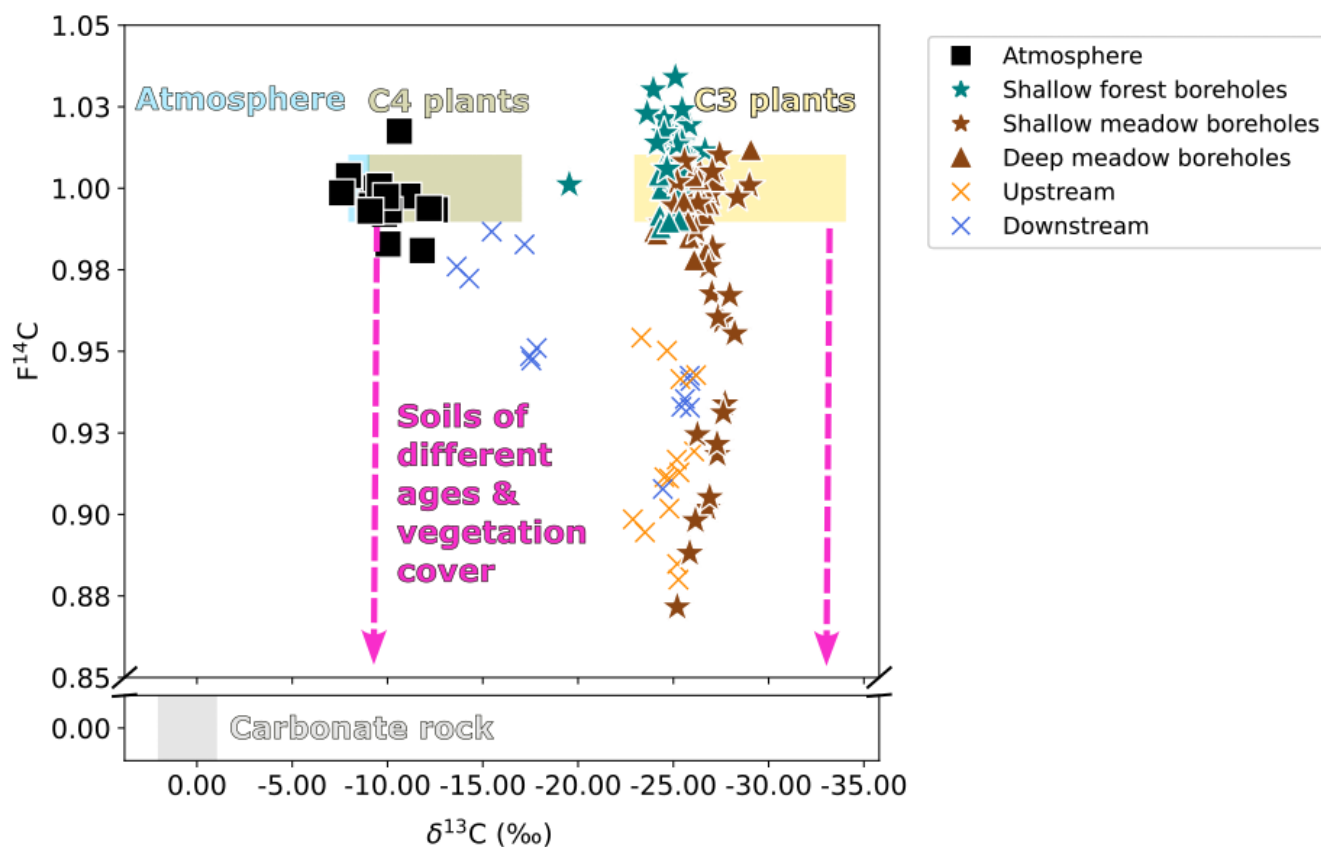 1.05
1.03
1.00
0.98
0.95
0.93
0.90
0.88
0.85
0.00
F¹⁴C
Atmosphere
C4 plants
C3 plants
Soils of
different
ages &
vegetation
cover
Carbonate rock
0.00 -5.00 -10.00 -15.00 -20.00 -25.00 -30.00 -35.00
δ¹³C (‰)
Atmosphere
Shallow forest boreholes
Shallow meadow boreholes
Deep meadow boreholes
Upstream
Downstream